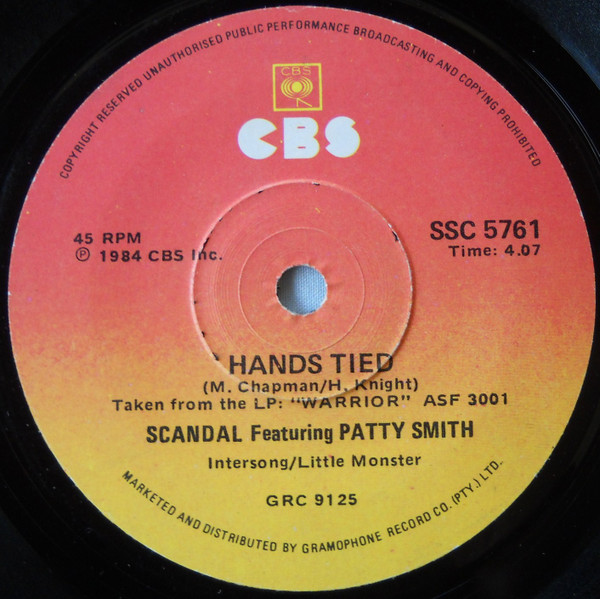 COPYRIGHT RESERVED UNAUTHORISED PUBLIC PERFORMANCE BROADCASTING AND COPYING PROHIBITED
CBS
CBS
45 RPM
℗ 1984 CBS Inc.
SSC 5761
Time: 4.07
HANDS TIED
(M. Chapman/H. Knight)
Taken from the LP: "WARRIOR" ASF 3001
SCANDAL Featuring PATTY SMITH
Intersong/Little Monster
GRC 9125
MARKETED AND DISTRIBUTED BY GRAMOPHONE RECORD CO. (PTY.) LTD.